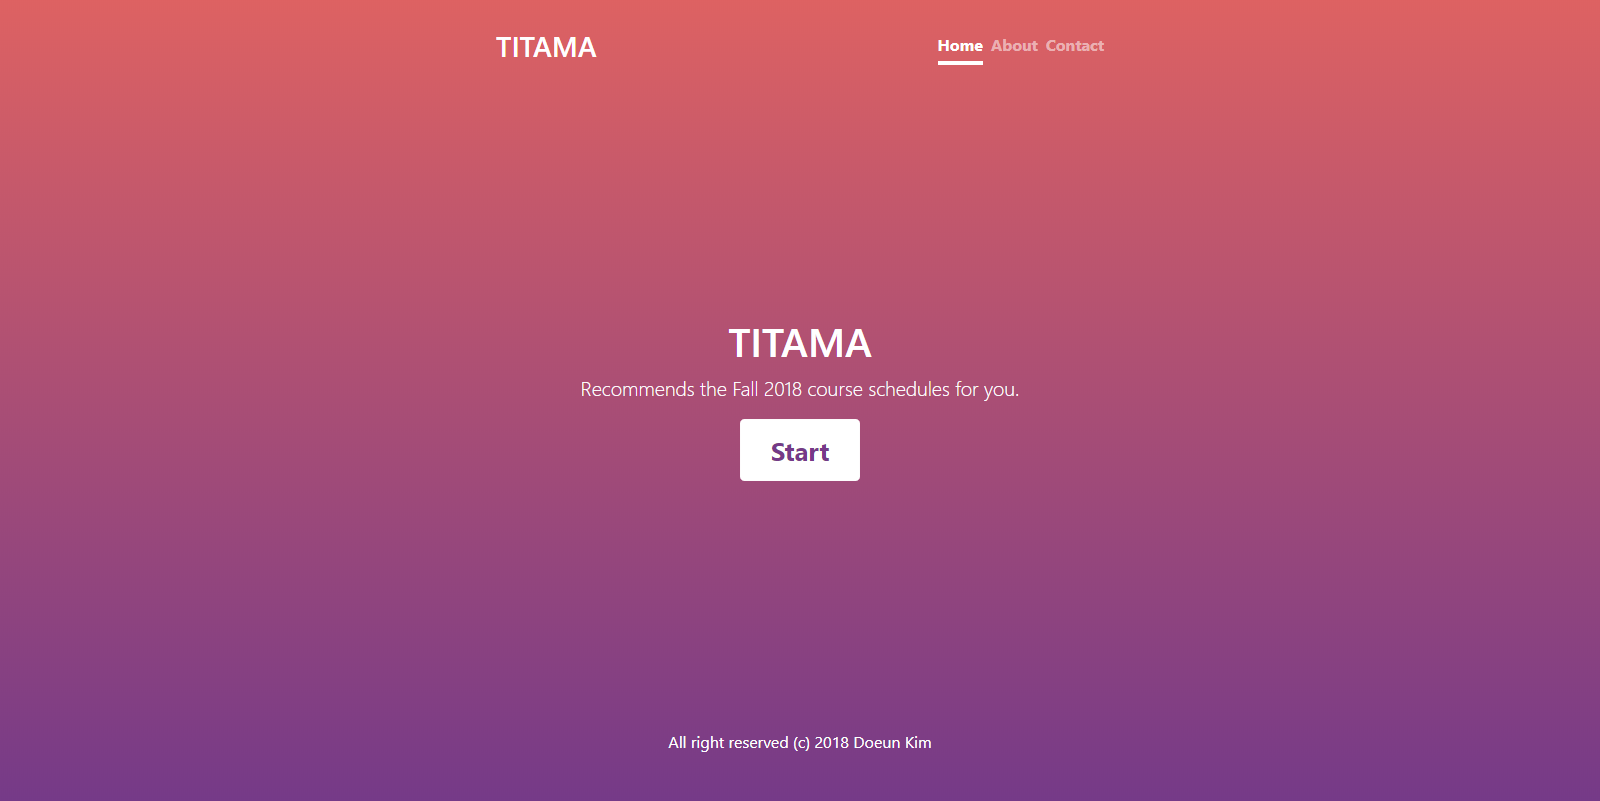 TITAMA
Home About Contact
TITAMA
Recommends the Fall 2018 course schedules for you.
Start
All right reserved (c) 2018 Doeun Kim